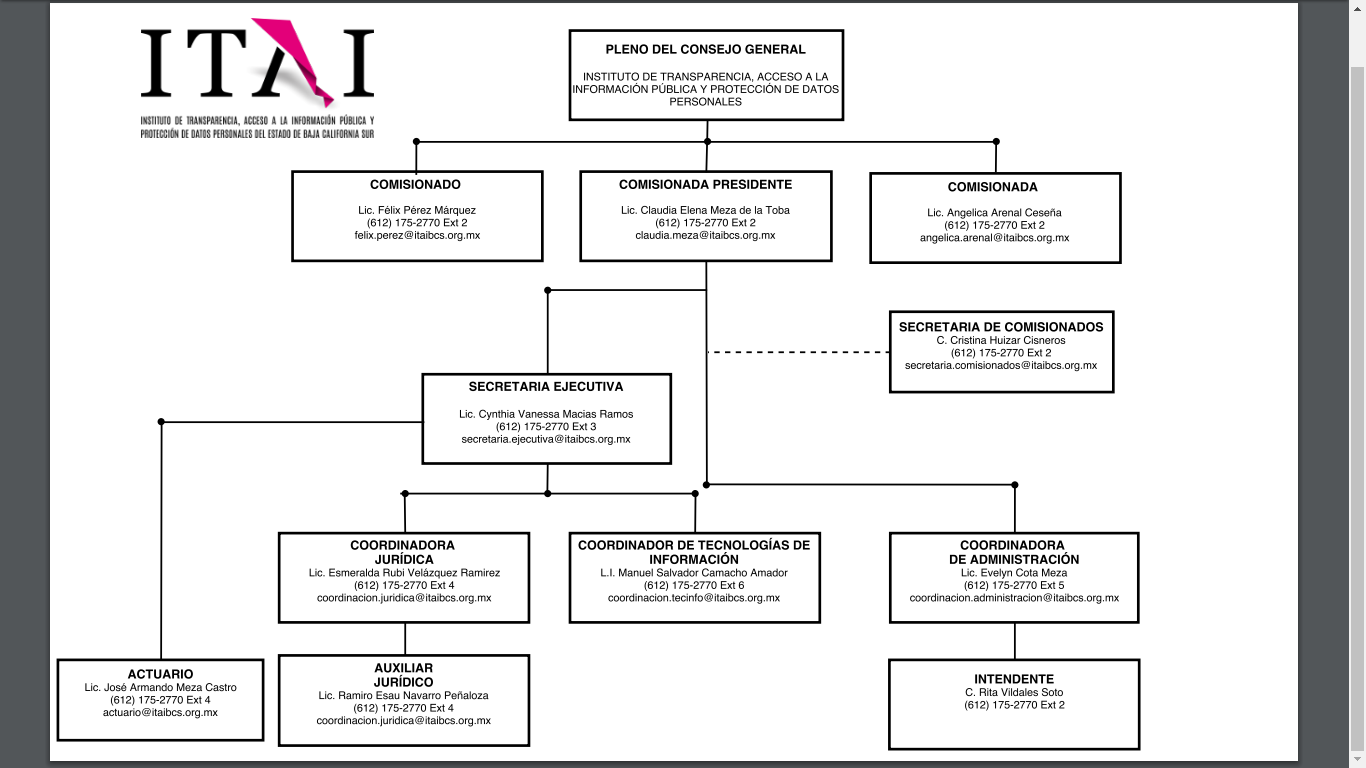 ITAI
INSTITUTO DE TRANSPARENCIA, ACCESO A LA INFORMACIÓN PÚBLICA Y
PROTECCIÓN DE DATOS PERSONALES DEL ESTADO DE BAJA CALIFORNIA SUR
PLENO DEL CONSEJO GENERAL
INSTITUTO DE TRANSPARENCIA, ACCESO A LA
INFORMACIÓN PÚBLICA Y PROTECCIÓN DE DATOS
PERSONALES
COMISIONADO
Lic. Félix Pérez Márquez
(612) 175-2770 Ext 2
felix.perez@itaibcs.org.mx
COMISIONADA PRESIDENTE
Lic. Claudia Elena Meza de la Toba
(612) 175-2770 Ext 2
claudia.meza@itaibcs.org.mx
COMISIONADA
Lic. Angelica Arenal Ceseña
(612) 175-2770 Ext 2
angelica.arenal@itaibcs.org.mx
SECRETARIA DE COMISIONADOS
C. Cristina Huizar Cisneros
(612) 175-2770 Ext 2
secretaria.comisionados@itaibcs.org.mx
SECRETARIA EJECUTIVA
Lic. Cynthia Vanessa Macias Ramos
(612) 175-2770 Ext 3
secretaria.ejecutiva@itaibcs.org.mx
COORDINADORA
JURÍDICA
Lic. Esmeralda Rubi Velázquez Ramirez
(612) 175-2770 Ext 4
coordinacion.juridica@itaibcs.org.mx
COORDINADOR DE TECNOLOGÍAS DE
INFORMACIÓN
L.I. Manuel Salvador Camacho Amador
(612) 175-2770 Ext 6
coordinacion.tecinfo@itaibcs.org.mx
COORDINADORA
DE ADMINISTRACIÓN
Lic. Evelyn Cota Meza
(612) 175-2770 Ext 5
coordinacion.administracion@itaibcs.org.mx
ACTUARIO
Lic. José Armando Meza Castro
(612) 175-2770 Ext 4
actuario@itaibcs.org.mx
AUXILIAR
JURÍDICO
Lic. Ramiro Esau Navarro Peñaloza
(612) 175-2770 Ext 4
coordinacion.juridica@itaibcs.org.mx
INTENDENTE
C. Rita Vildales Soto
(612) 175-2770 Ext 2